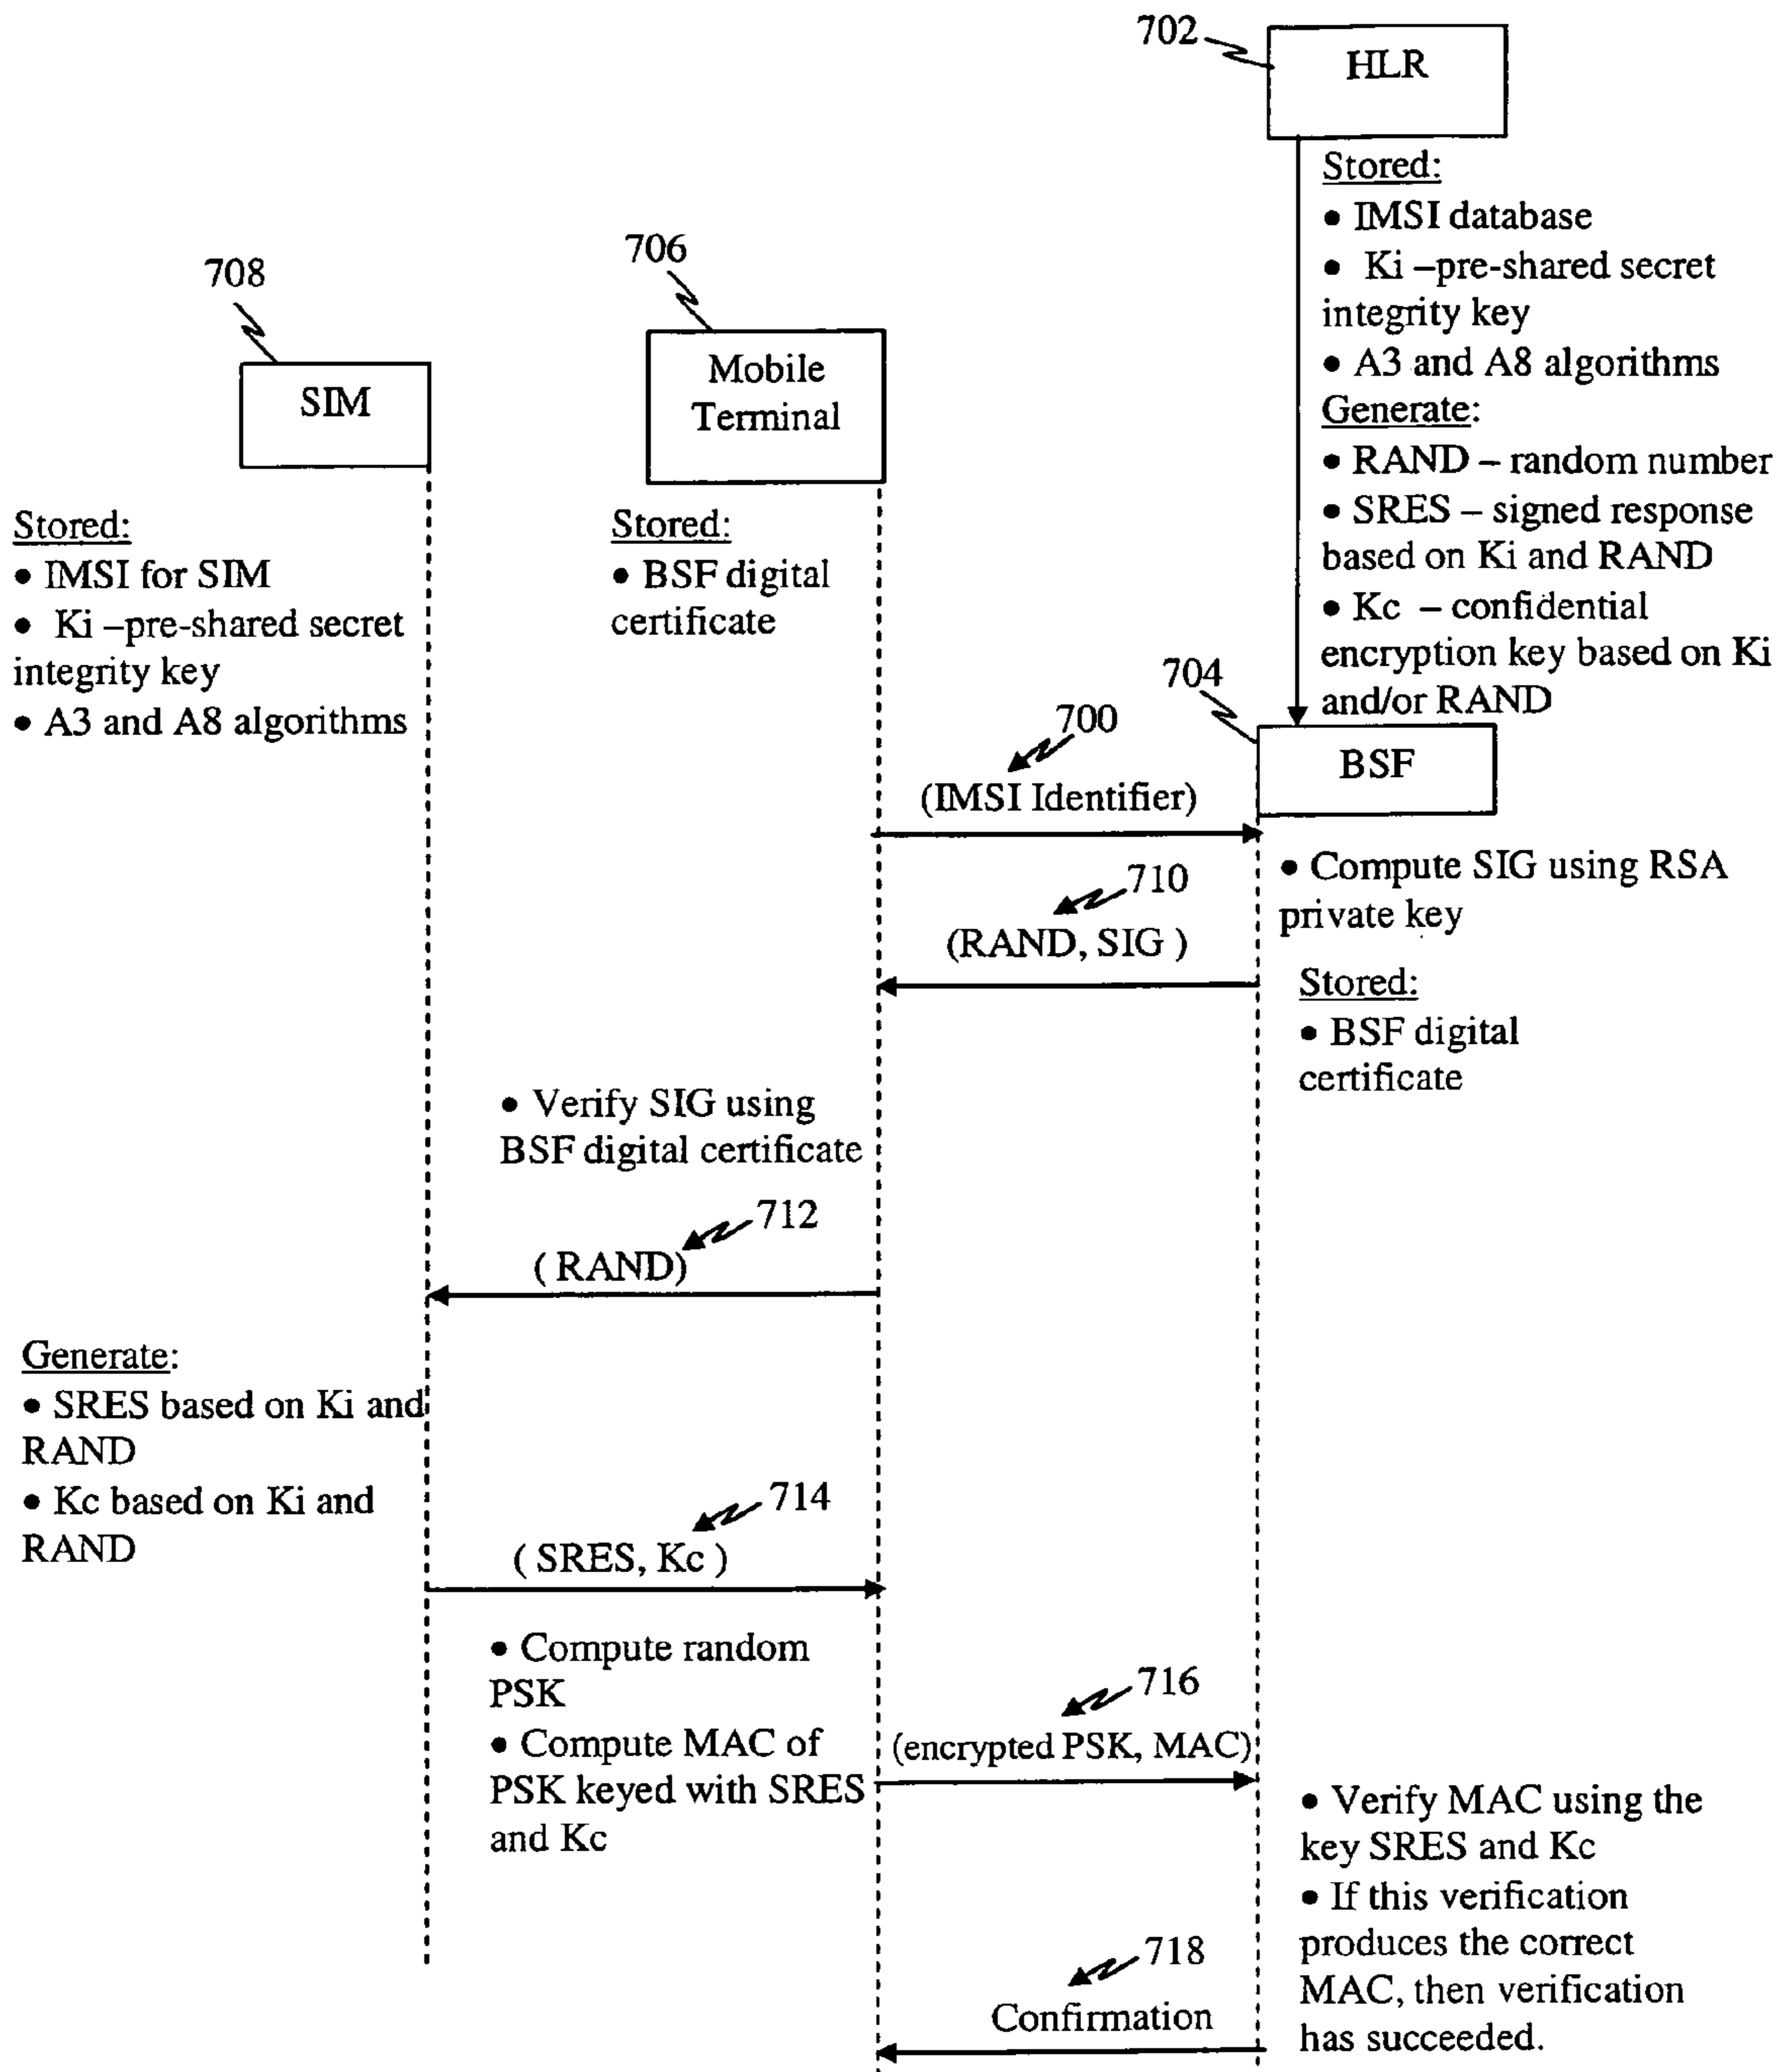 702
HLR
Stored:
• IMSI database
• Ki –pre-shared secret
integrity key
• A3 and A8 algorithms
Generate:
• RAND – random number
• SRES – signed response
based on Ki and RAND
• Kc – confidential
encryption key based on Ki
and/or RAND
708
SIM
Stored:
• IMSI for SIM
• Ki –pre-shared secret
integrity key
• A3 and A8 algorithms
706
Mobile
Terminal
Stored:
• BSF digital
certificate
704
BSF
700
(IMSI Identifier)
• Compute SIG using RSA
private key
710
(RAND, SIG )
Stored:
• BSF digital
certificate
• Verify SIG using
BSF digital certificate
712
( RAND)
Generate:
• SRES based on Ki and
RAND
• Kc based on Ki and
RAND
714
( SRES, Kc )
• Compute random
PSK
• Compute MAC of
PSK keyed with SRES
and Kc
716
(encrypted PSK, MAC)
• Verify MAC using the
key SRES and Kc
• If this verification
produces the correct
MAC, then verification
has succeeded.
718
Confirmation